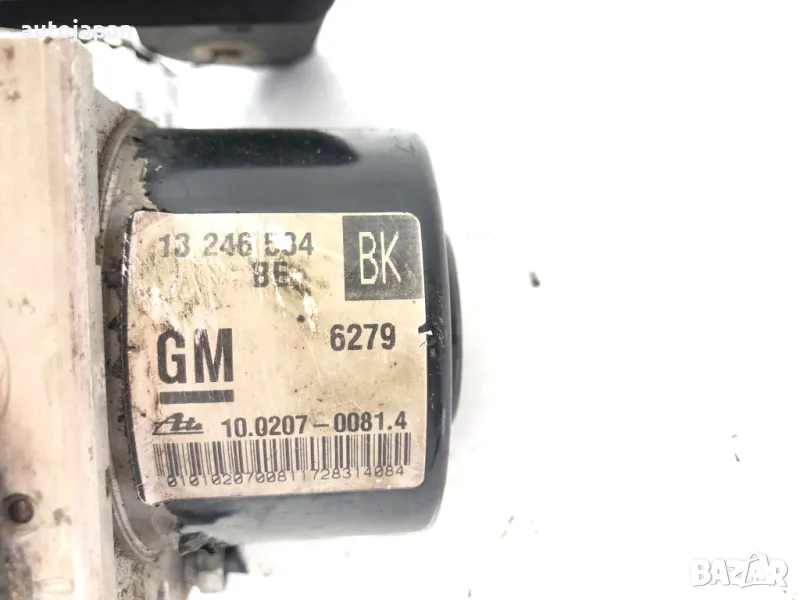 autojapan
13 246 534
BE
BK
GM
6279
Ate 10.0207-0081.4
0101020700811728314084
BAZAR